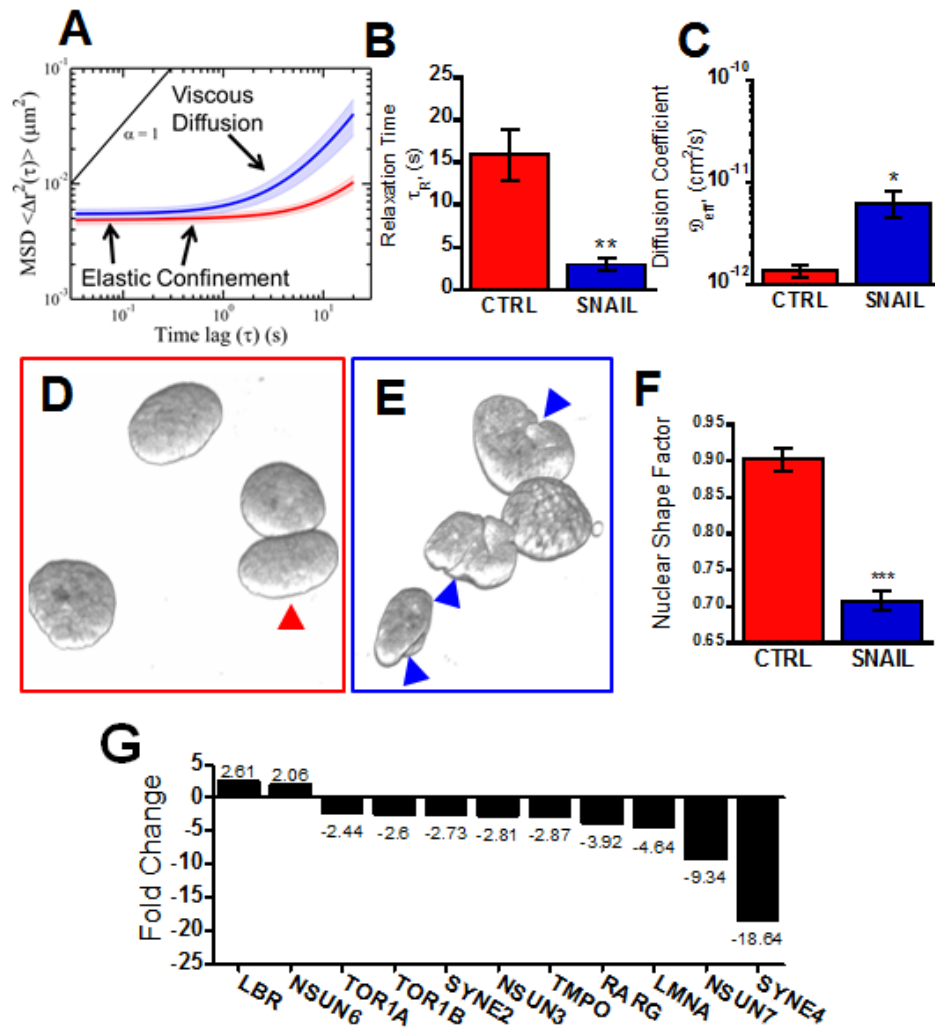 A
MSD <Δr²(τ)> (μm²)
10⁻¹
10⁻²
10⁻³
α = 1
Viscous
Diffusion
Elastic Confinement
10⁻¹
10⁰
10¹
Time lag (τ) (s)
B
Relaxation Time
τR, (s)
25
20
15
10
5
0
**
CTRL
SNAIL
C
Diffusion Coefficient
𝔇eff, (cm²/s)
10⁻¹⁰
10⁻¹¹
10⁻¹²
*
CTRL
SNAIL
D
E
F
Nuclear Shape Factor
0.95
0.90
0.85
0.80
0.75
0.70
0.65
***
CTRL
SNAIL
G
Fold Change
5
0
-5
-10
-15
-20
-25
2.61
2.06
-2.44
-2.6
-2.73
-2.81
-2.87
-3.92
-4.64
-9.34
-18.64
LBR
NSUN6
TOR1A
TOR1B
SYNE2
NSUN3
TMPO
RARG
LMNA
NSUN7
SYNE4